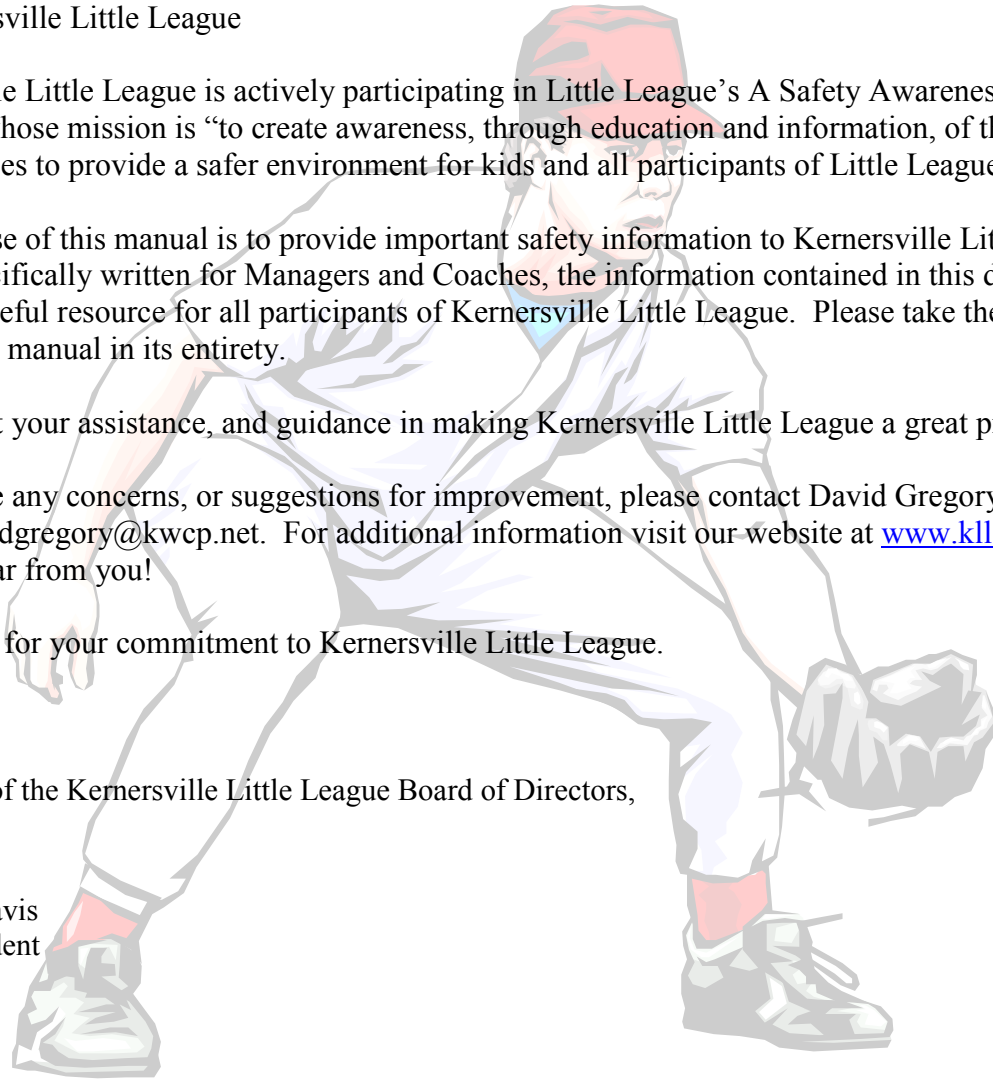 sville Little League
e Little League is actively participating in Little League’s A Safety Awarenes
hose mission is “to create awareness, through education and information, of th
es to provide a safer environment for kids and all participants of Little League
se of this manual is to provide important safety information to Kernersville Lit
cifically written for Managers and Coaches, the information contained in this d
eful resource for all participants of Kernersville Little League.  Please take the
manual in its entirety.
t your assistance, and guidance in making Kernersville Little League a great p
e any concerns, or suggestions for improvement, please contact David Gregory
dgregory@kwcp.net.  For additional information visit our website at www.kll
ar from you!
for your commitment to Kernersville Little League.
of the Kernersville Little League Board of Directors,
avis
dent